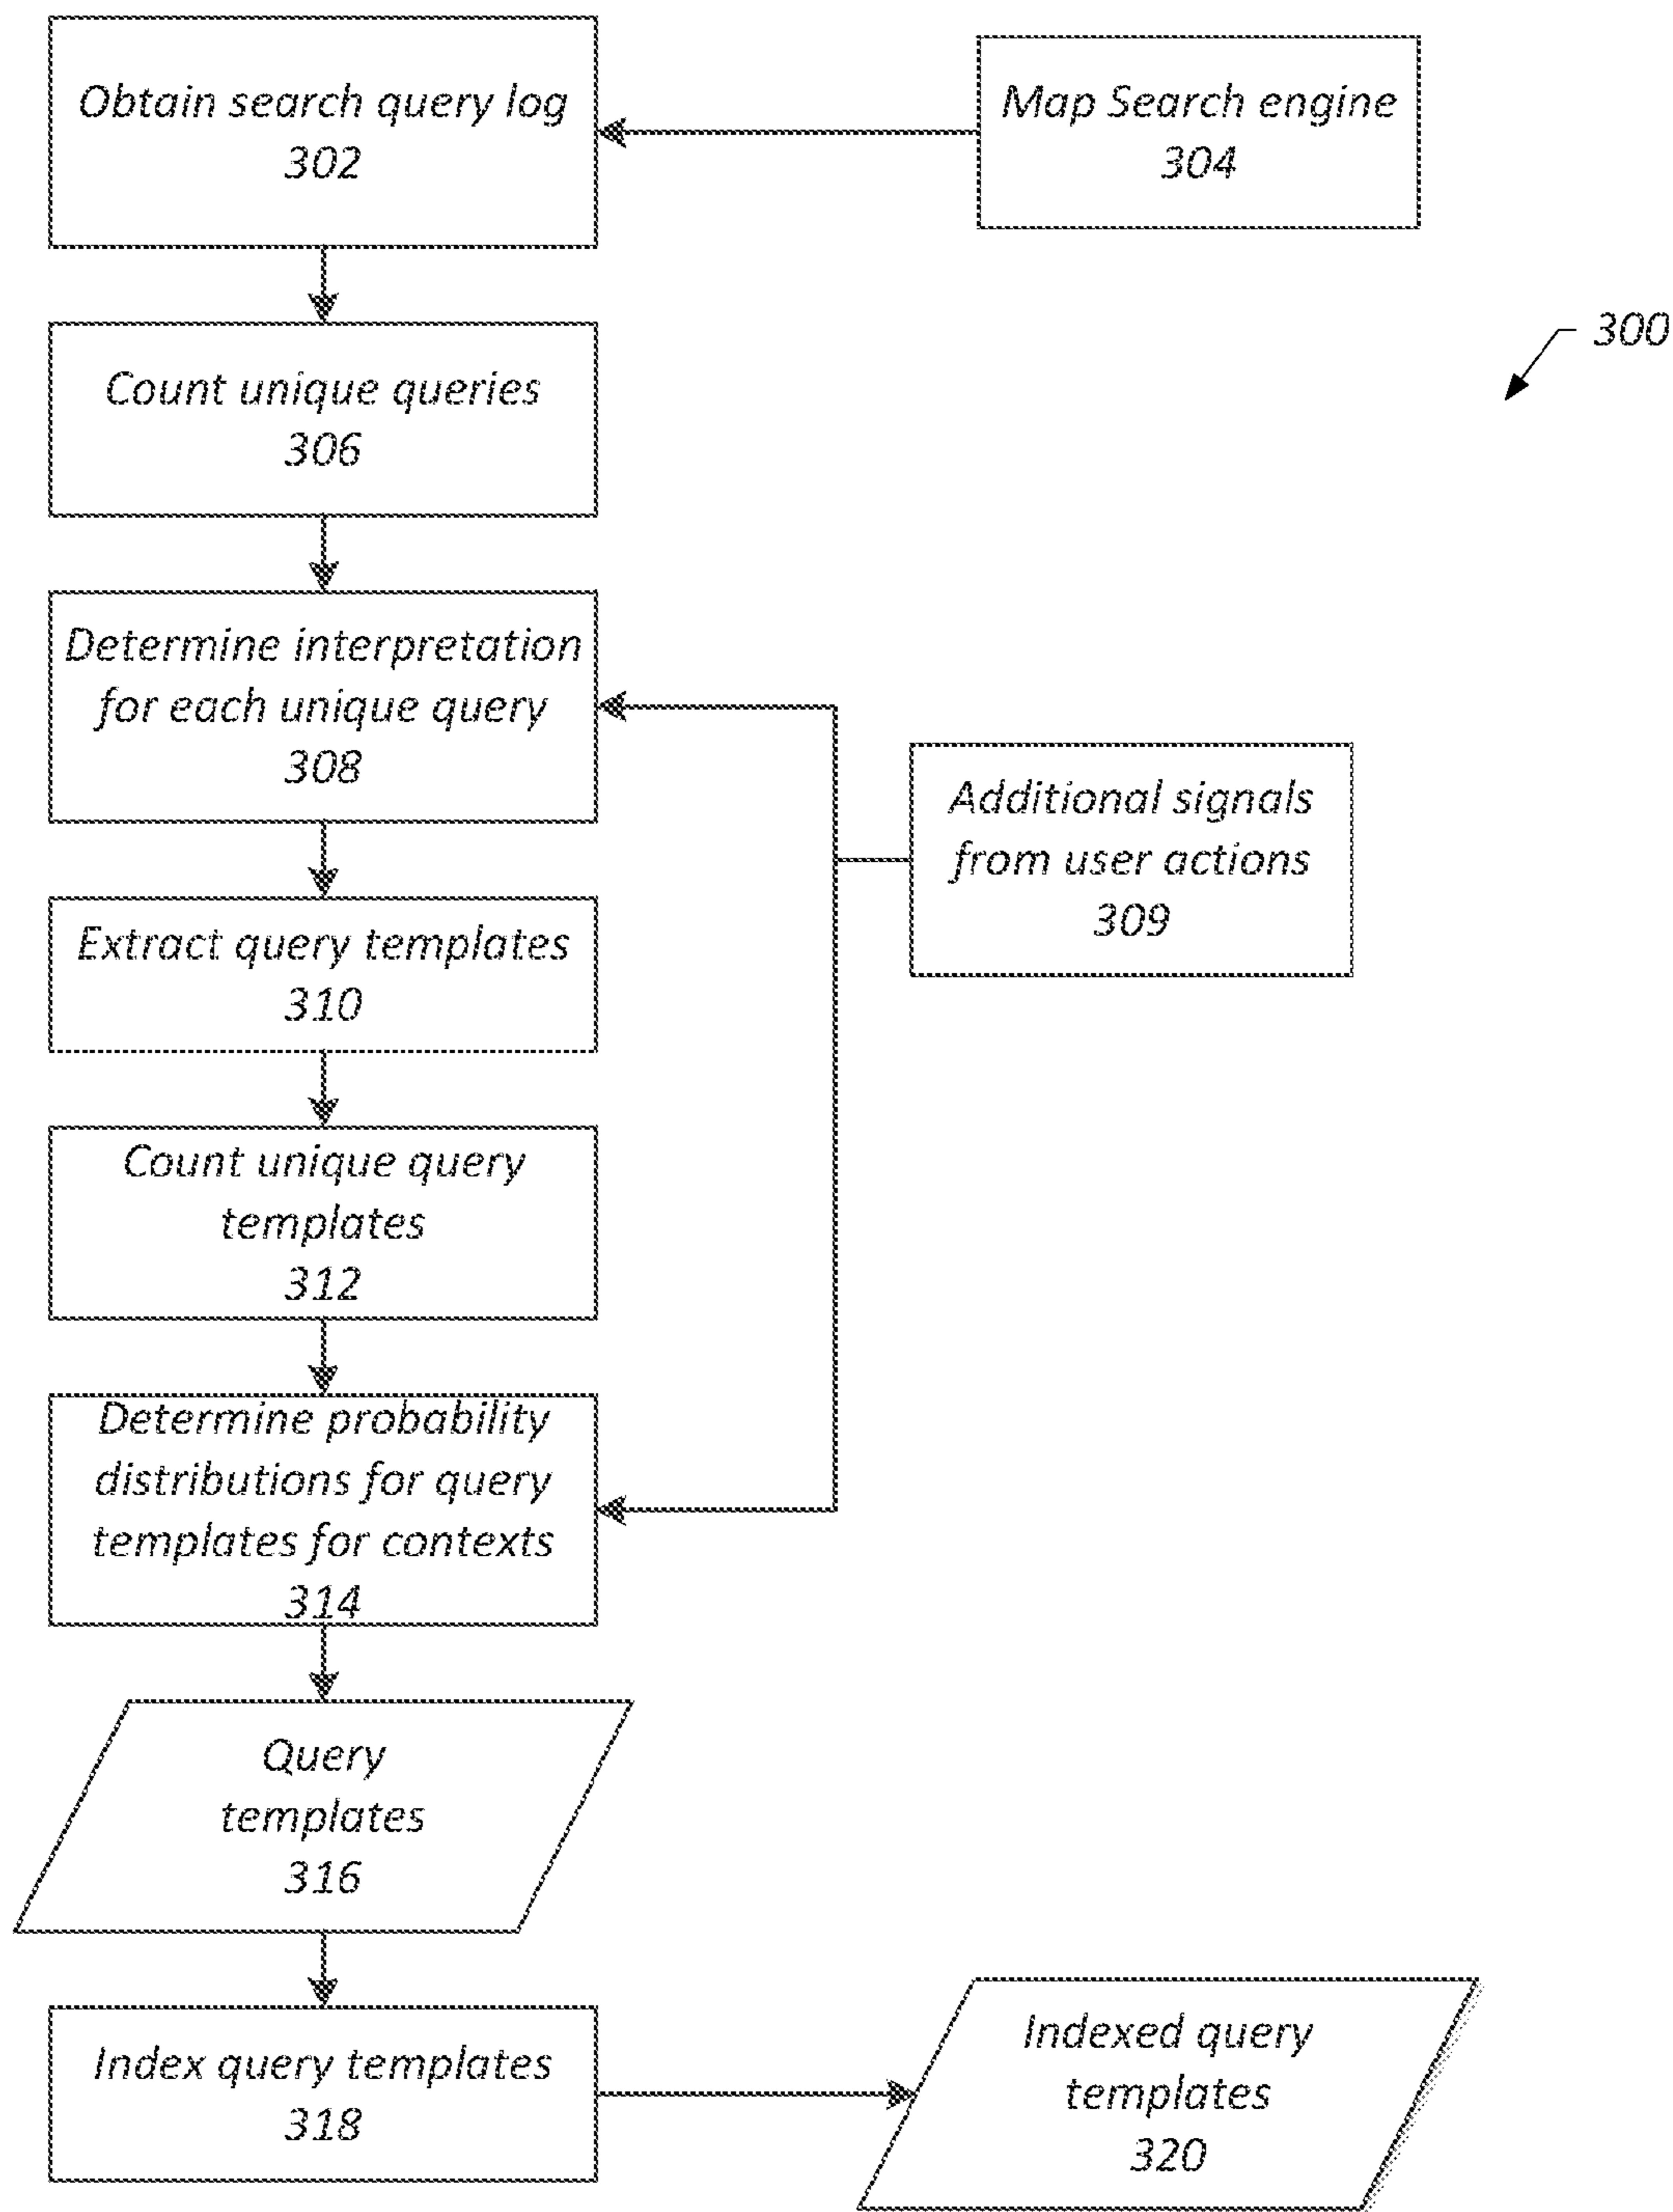 Obtain search query log
302
Map Search engine
304
300
Count unique queries
306
Determine interpretation
for each unique query
308
Additional signals
from user actions
309
Extract query templates
310
Count unique query
templates
312
Determine probability
distributions for query
templates for contexts
314
Query
templates
316
Index query templates
318
Indexed query
templates
320